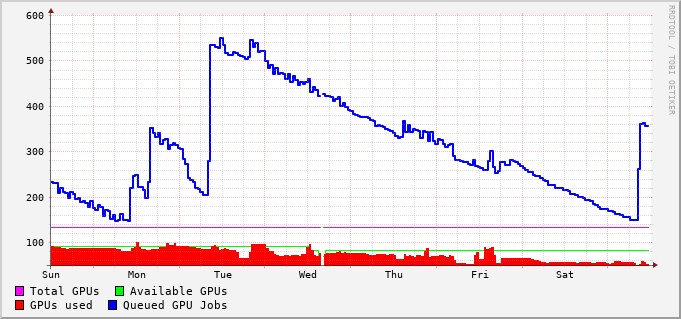 600
500
400
300
200
100
Sun Mon Tue Wed Thu Fri Sat
Total GPUs Available GPUs
GPUs used Queued GPU Jobs
RRDTOOL / TOBI OETIKER